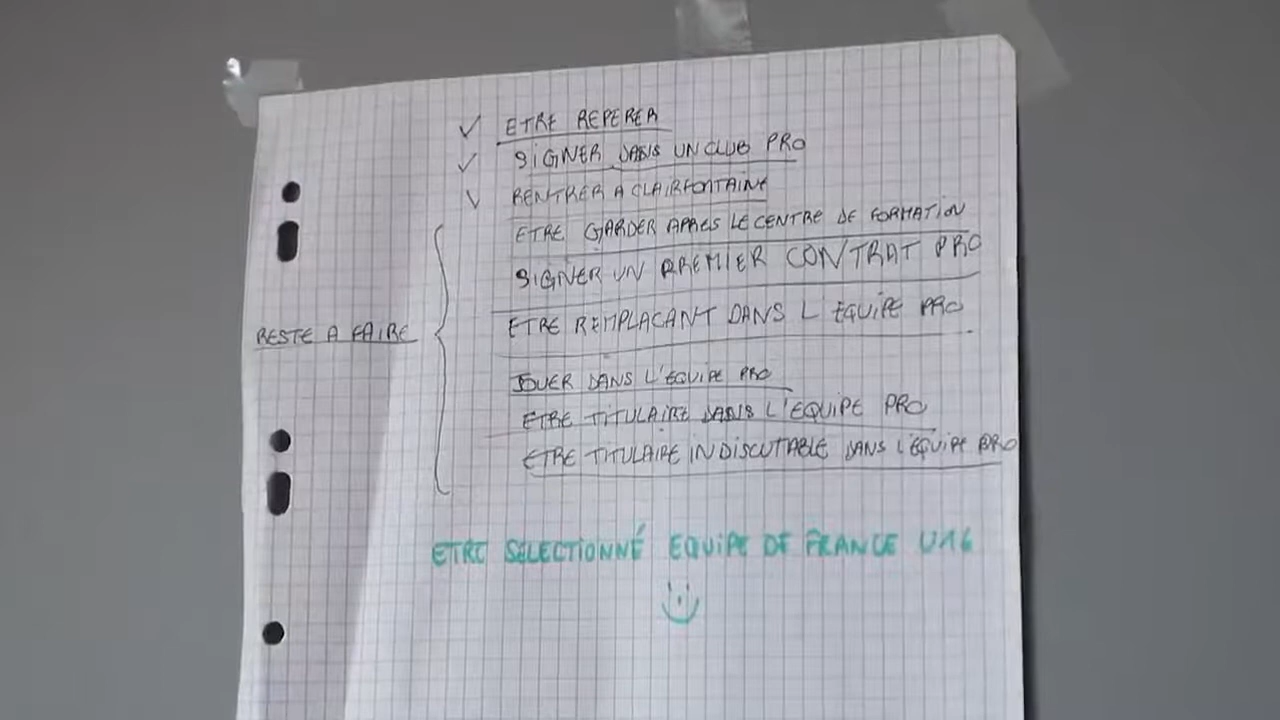 ETRE REPERER
SIGNER DANS UN CLUB PRO
RENTRER A CLAIRFONTAINE
ETRE GARDER APRES LE CENTRE DE FORMATION
SIGNER UN PREMIER CONTRAT PRO
RESTE A FAIRE
ETRE REMPLACANT DANS L'EQUIPE PRO
JOUER DANS L'EQUIPE PRO
ETRE TITULAIRE DANS L'EQUIPE PRO
ETRE TITULAIRE INDISCUTABLE DANS L'EQUIPE PRO
ETRE SELECTIONNÉ EQUIPE DE FRANCE U16